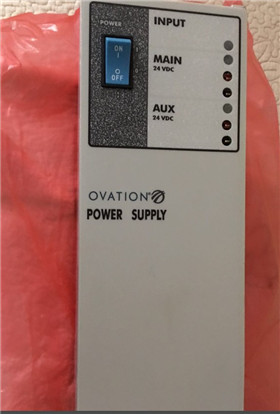 POWER
ON
I
O
OFF
INPUT
MAIN
24 VDC
AUX
24 VDC
OVATION®
POWER SUPPLY